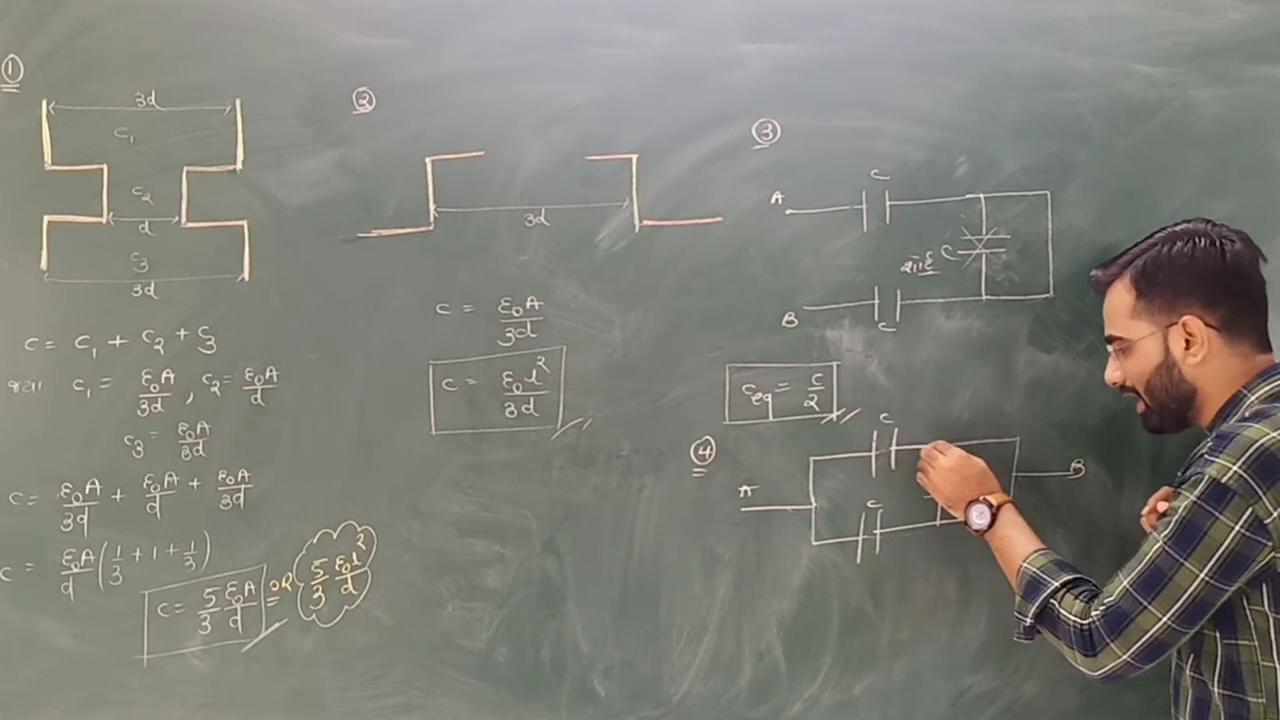 ①
3d
C₁
C₂
d
C₃
3d
C = C₁ + C₂ + C₃
જ્યાં C₁ = ε₀A/3d , C₂ = ε₀A/d
C₃ = ε₀A/3d
C = ε₀A/3d + ε₀A/d + ε₀A/3d
C = ε₀A/d (1/3 + 1 + 1/3)
C = 5/3 ε₀A/d OR 5/3 ε₀l²/d
②
3d
C = ε₀A/3d
C = ε₀l²/3d
③
C
A
C
શોર્ટ
B
C
Ceq = C/2
④
C
A
B
C